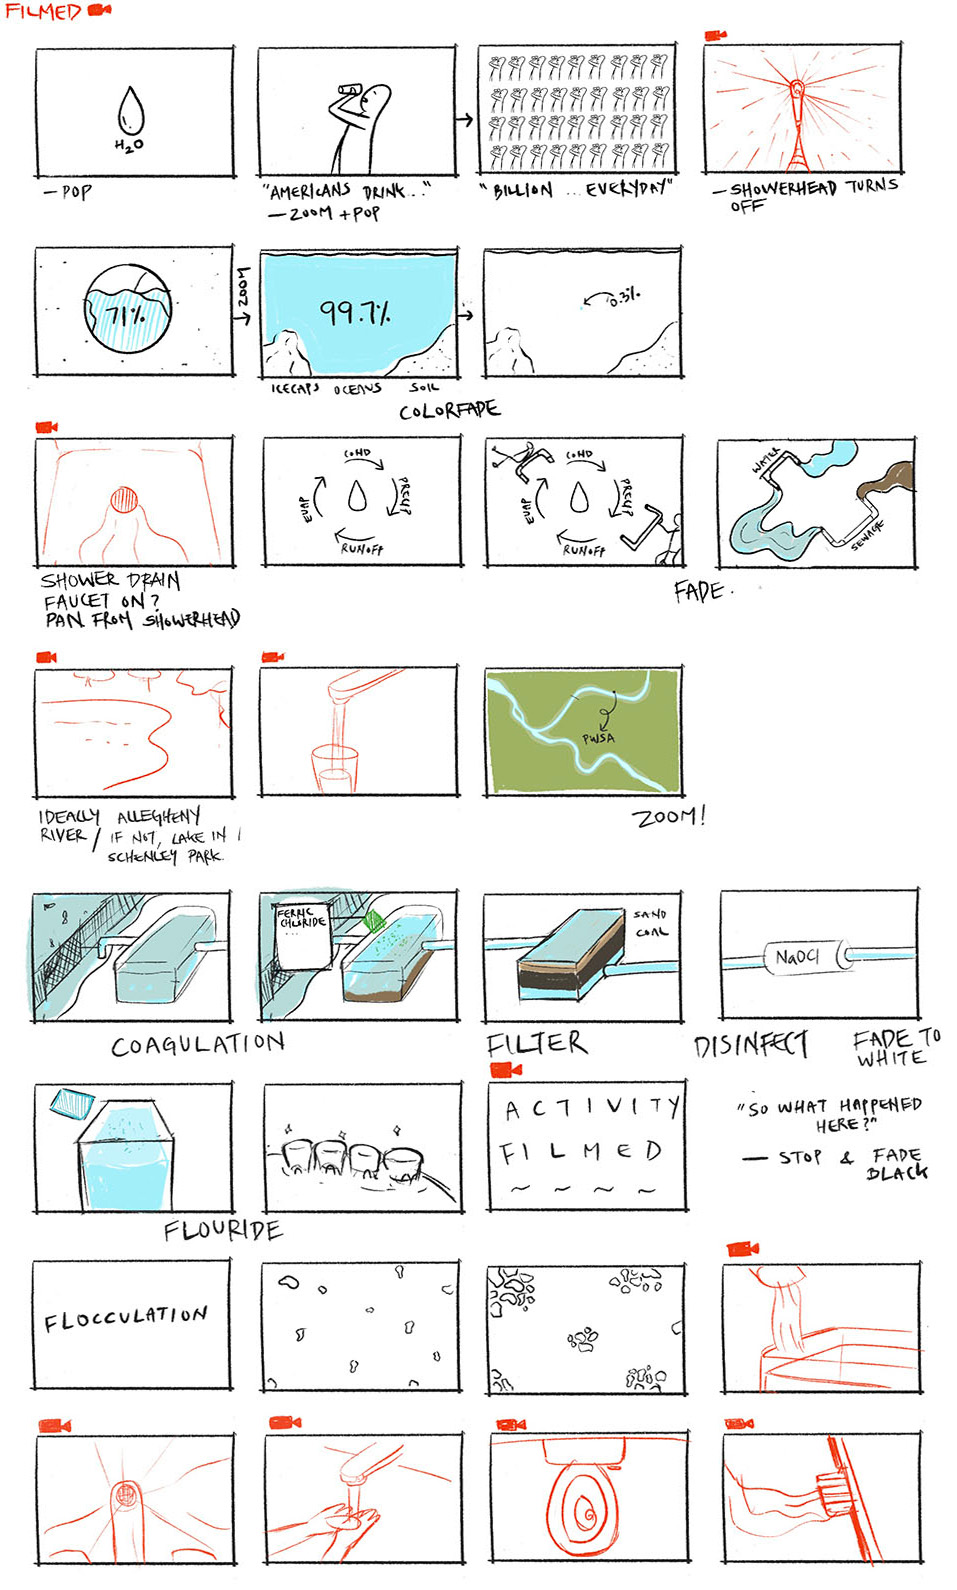 FILMED
H2O
— POP
"AMERICANS DRINK..."
— ZOOM + POP
"BILLION ... EVERYDAY"
— SHOWERHEAD TURNS
OFF
71%
ZOOM
99.7%
0.3%
ICECAPS OCEANS SOIL
COLORFADE
SHOWER DRAIN
FAUCET ON?
PAN FROM SHOWERHEAD
COND
PRECIP
RUNOFF
EVAP
COND
PRECIP
RUNOFF
EVAP
WATER
SEWAGE
FADE.
IDEALLY ALLEGHENY
RIVER / IF NOT, LAKE IN
SCHENLEY PARK.
PWSA
ZOOM!
FERRIC
CHLORIDE
...
COAGULATION
SAND
COAL
FILTER
NaOCl
DISINFECT
FADE TO
WHITE
FLOURIDE
ACTIVITY
FILMED
~ ~ ~ ~
"SO WHAT HAPPENED
HERE?"
— STOP & FADE
BLACK
FLOCCULATION